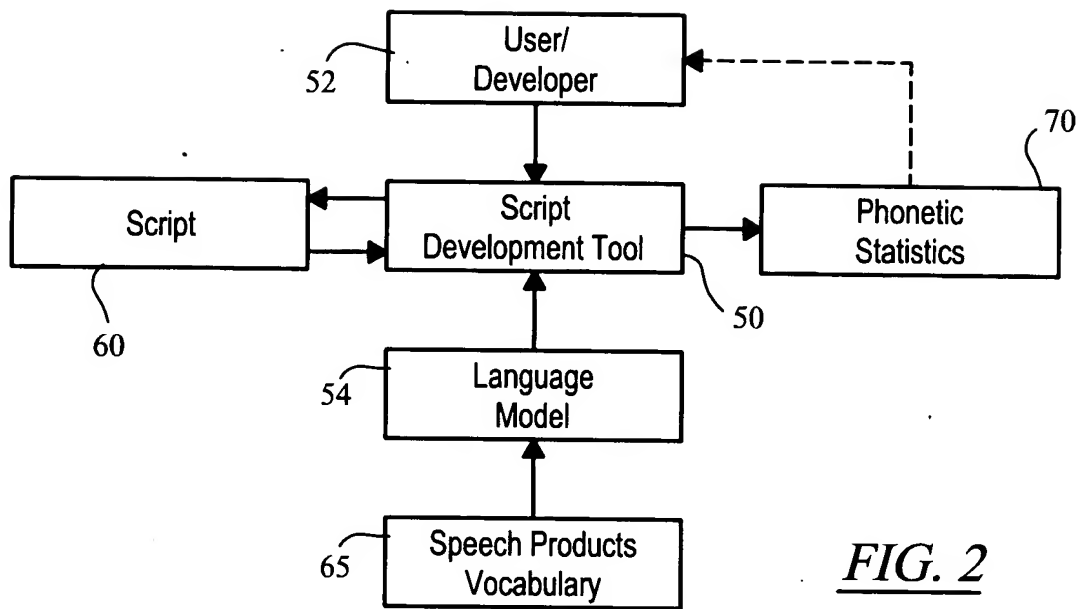 User/
Developer
52
70
Script
Script
Development Tool
Phonetic
Statistics
60
50
54
Language
Model
65
Speech Products
Vocabulary
FIG. 2